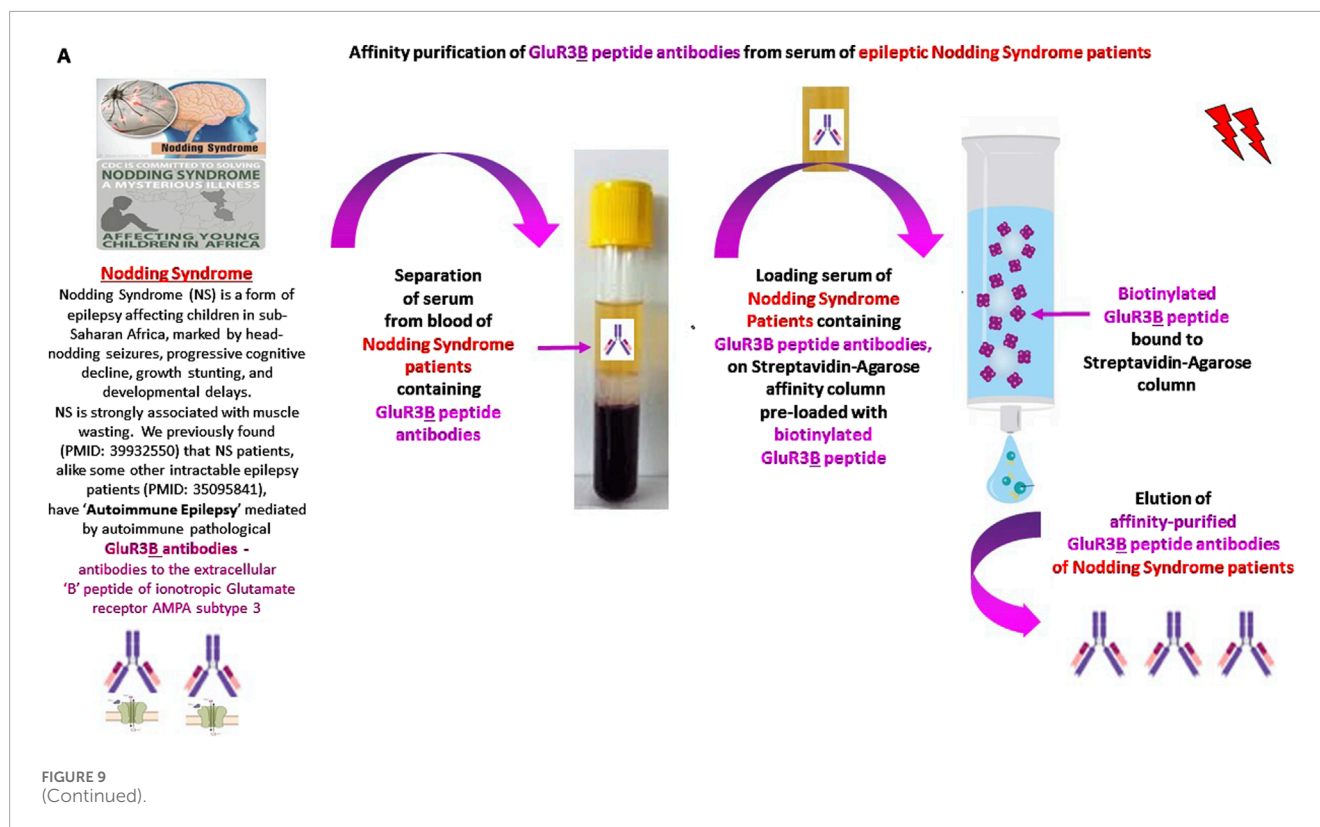 A
Affinity purification of GluR3B peptide antibodies from serum of epileptic Nodding Syndrome patients
Nodding Syndrome
CDC IS COMMITTED TO SOLVING
NODDING SYNDROME
A MYSTERIOUS ILLNESS
AFFECTING YOUNG
CHILDREN IN AFRICA
Nodding Syndrome
Nodding Syndrome (NS) is a form of
epilepsy affecting children in sub-
Saharan Africa, marked by head-
nodding seizures, progressive cognitive
decline, growth stunting, and
developmental delays.
NS is strongly associated with muscle
wasting. We previously found
(PMID: 39932550) that NS patients,
alike some other intractable epilepsy
patients (PMID: 35095841),
have ‘Autoimmune Epilepsy’ mediated
by autoimmune pathological
GluR3B antibodies -
antibodies to the extracellular
‘B’ peptide of ionotropic Glutamate
receptor AMPA subtype 3
Separation
of serum
from blood of
Nodding Syndrome
patients
containing
GluR3B peptide
antibodies
Loading serum of
Nodding Syndrome
Patients containing
GluR3B peptide antibodies,
on Streptavidin-Agarose
affinity column
pre-loaded with
biotinylated
GluR3B peptide
Biotinylated
GluR3B peptide
bound to
Streptavidin-Agarose
column
Elution of
affinity-purified
GluR3B peptide antibodies
of Nodding Syndrome patients
FIGURE 9
(Continued).